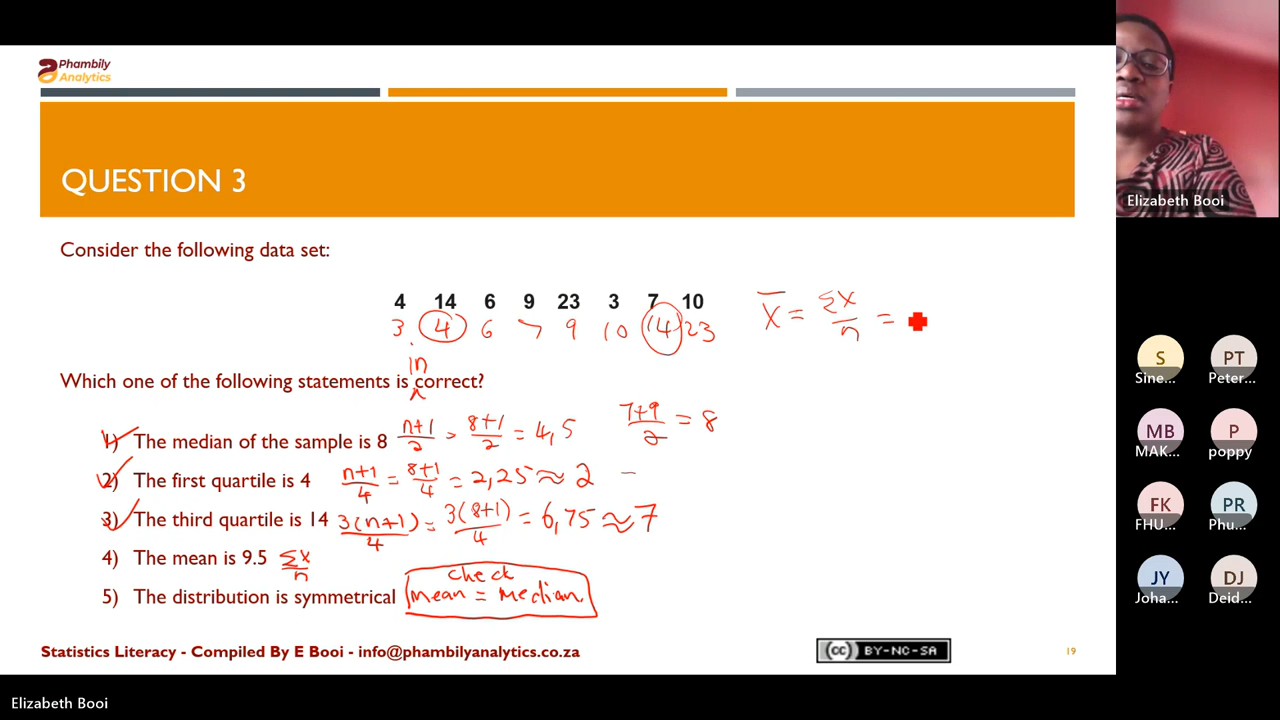 Phambily
Analytics
QUESTION 3
Elizabeth Booi
Consider the following data set:
4 14 6 9 23 3 7 10
3 4 6 7 9 10 14 23
x̄ = Σx/n =
in
Which one of the following statements is correct?
^
1) The median of the sample is 8 n+1/2 = 8+1/2 = 4,5 7+9/2 = 8
2) The first quartile is 4 n+1/4 = 8+1/4 = 2,25 ≈ 2 –
3) The third quartile is 14 3(n+1)/4 = 3(8+1)/4 = 6,75 ≈ 7
4) The mean is 9.5 Σx/n
check
5) The distribution is symmetrical mean = median
S
Sine...
PT
Peter...
MB
MAK...
P
poppy
FK
FHU...
PR
Phu...
JY
Joha...
DJ
Deid...
Statistics Literacy - Compiled By E Booi - info@phambilyanalytics.co.za
(cc) BY-NC-SA
19
Elizabeth Booi